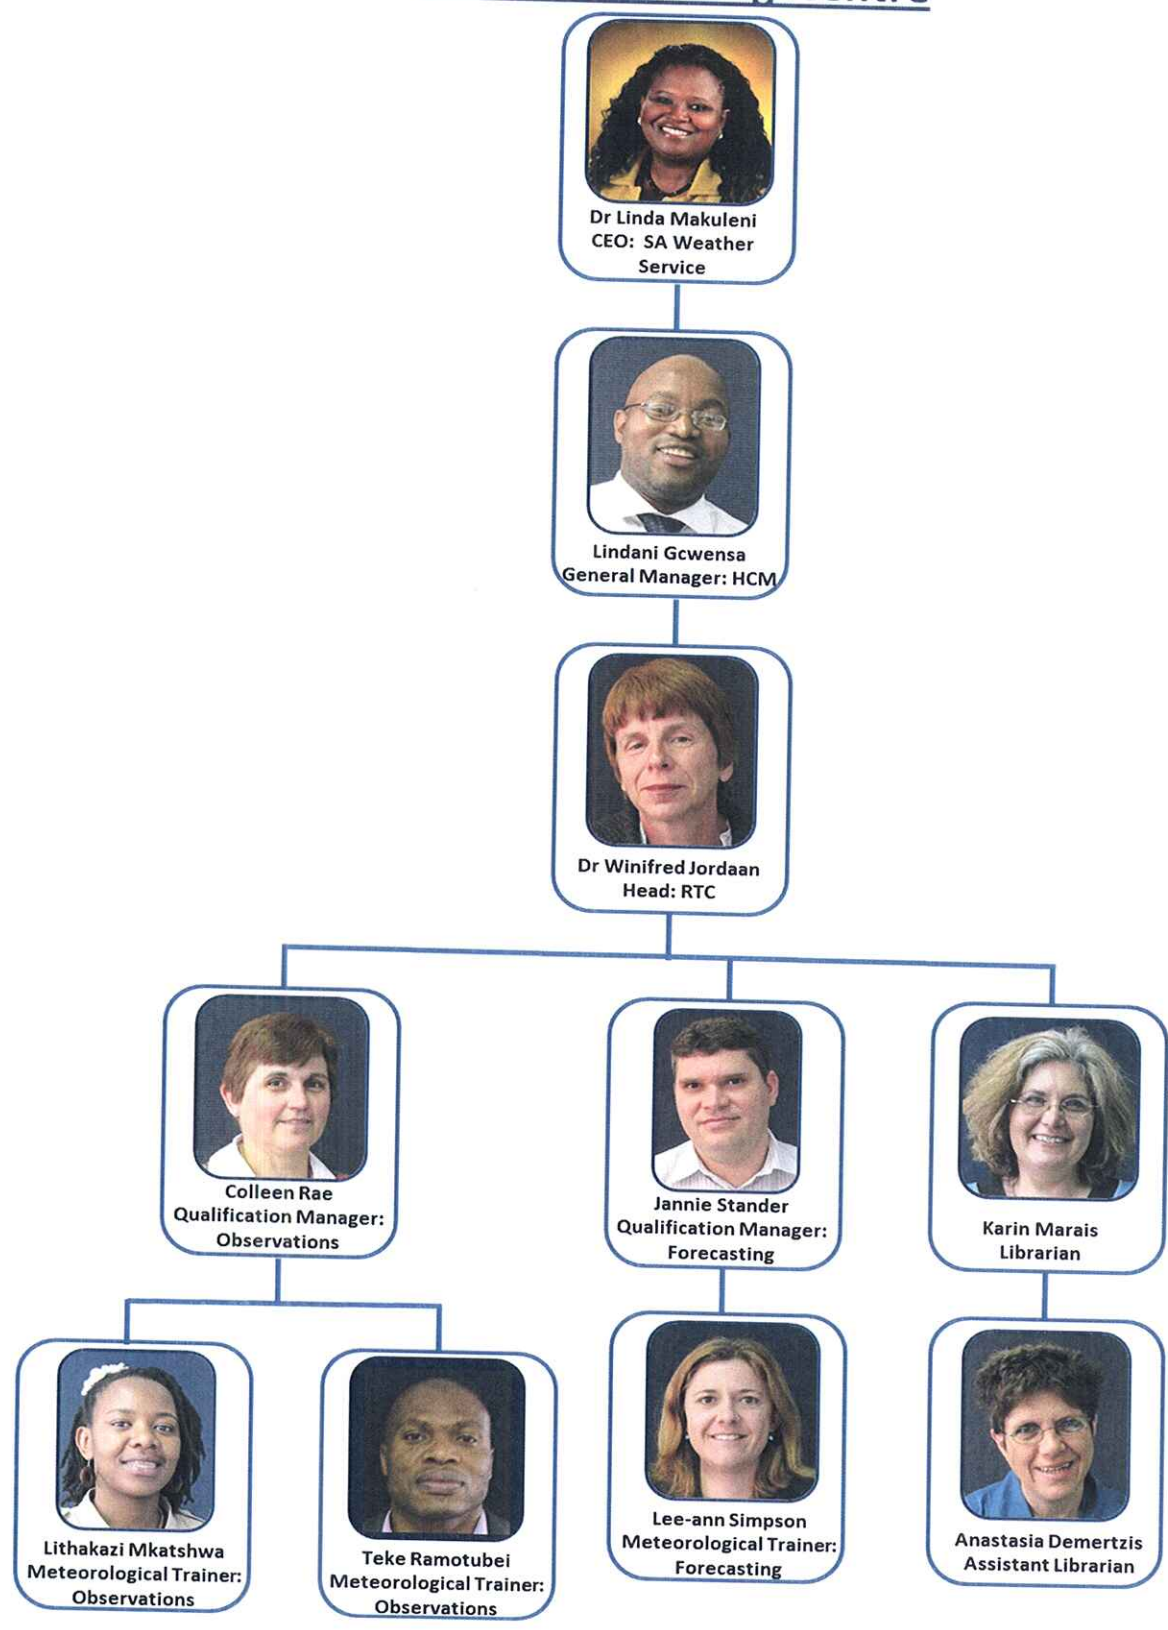 Dr Linda Makuleni
CEO: SA Weather
Service
Lindani Gcwensa
General Manager: HCM
Dr Winifred Jordaan
Head: RTC
Colleen Rae
Qualification Manager:
Observations
Jannie Stander
Qualification Manager:
Forecasting
Karin Marais
Librarian
Lithakazi Mkatshwa
Meteorological Trainer:
Observations
Teke Ramotubei
Meteorological Trainer:
Observations
Lee-ann Simpson
Meteorological Trainer:
Forecasting
Anastasia Demertzis
Assistant Librarian